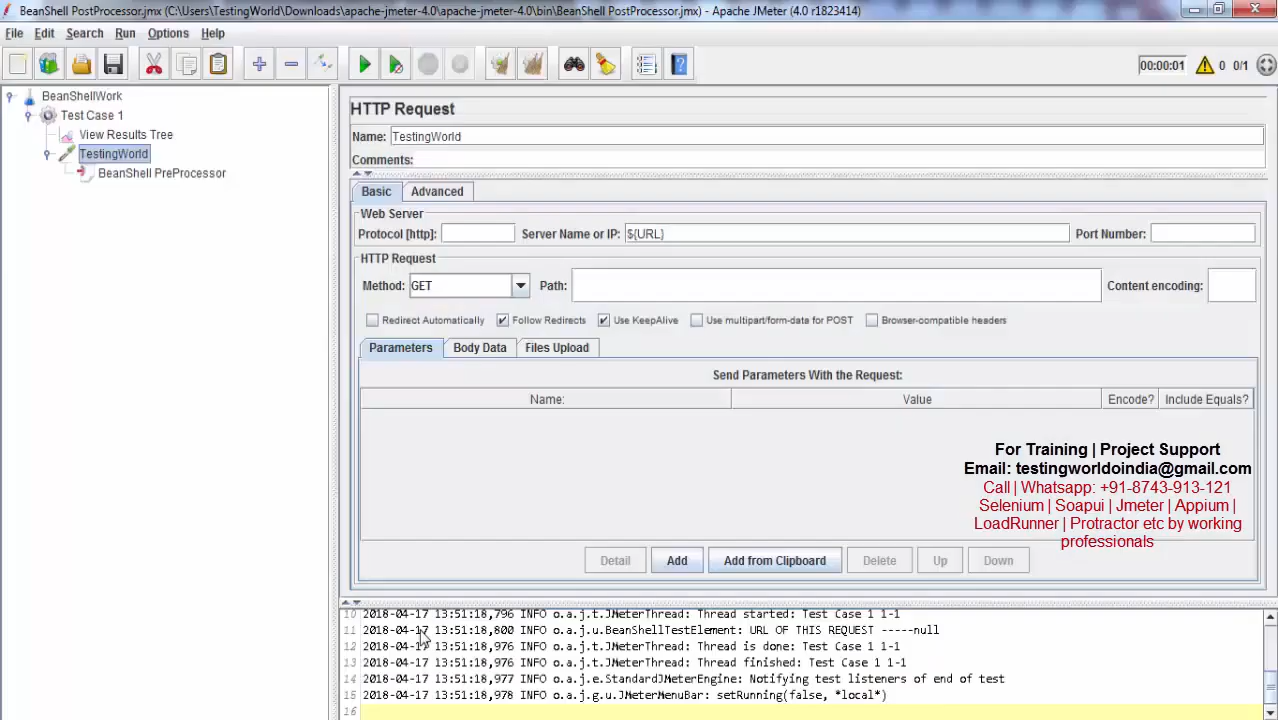 BeanShell PostProcessor.jmx (C:\Users\TestingWorld\Downloads\apache-jmeter-4.0\apache-jmeter-4.0\bin\BeanShell PostProcessor.jmx) - Apache JMeter (4.0 r1823414)
File Edit Search Run Options Help
00:00:01 0 0/1
BeanShellWork
Test Case 1
View Results Tree
TestingWorld
BeanShell PreProcessor
HTTP Request
Name: TestingWorld
Comments:
Basic Advanced
Web Server
Protocol [http]: Server Name or IP: ${URL} Port Number:
HTTP Request
Method: GET Path: Content encoding:
Redirect Automatically Follow Redirects Use KeepAlive Use multipart/form-data for POST Browser-compatible headers
Parameters Body Data Files Upload
Send Parameters With the Request:
Name: Value Encode? Include Equals?
For Training | Project Support
Email: testingworldoindia@gmail.com
Call | Whatsapp: +91-8743-913-121
Selenium | Soapui | Jmeter | Appium |
LoadRunner | Protractor etc by working
professionals
Detail Add Add from Clipboard Delete Up Down
10 2018-04-17 13:51:18,796 INFO o.a.j.t.JMeterThread: Thread started: Test Case 1 1-1
11 2018-04-17 13:51:18,800 INFO o.a.j.u.BeanShellTestElement: URL OF THIS REQUEST -----null
12 2018-04-17 13:51:18,976 INFO o.a.j.t.JMeterThread: Thread is done: Test Case 1 1-1
13 2018-04-17 13:51:18,976 INFO o.a.j.t.JMeterThread: Thread finished: Test Case 1 1-1
14 2018-04-17 13:51:18,977 INFO o.a.j.e.StandardJMeterEngine: Notifying test listeners of end of test
15 2018-04-17 13:51:18,978 INFO o.a.j.g.u.JMeterMenuBar: setRunning(false, *local*)
16